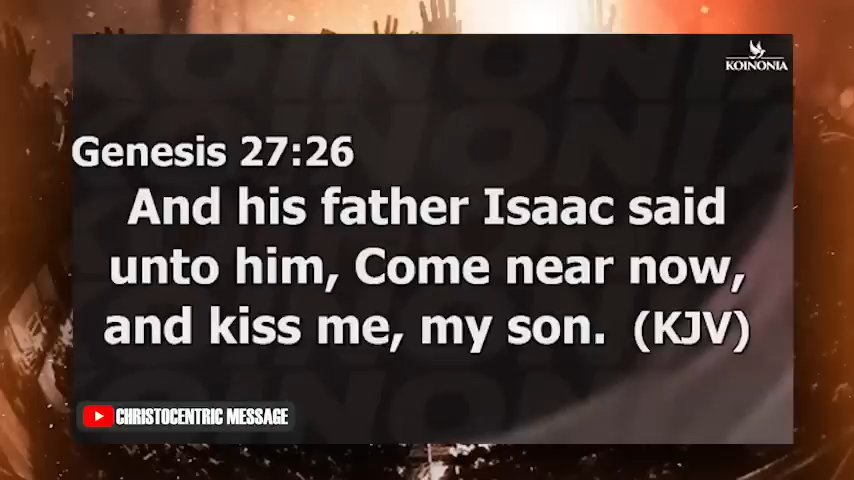 KOINONIA
Genesis 27:26
And his father Isaac said
unto him, Come near now,
and kiss me, my son. (KJV)
CHRISTOCENTRIC MESSAGE